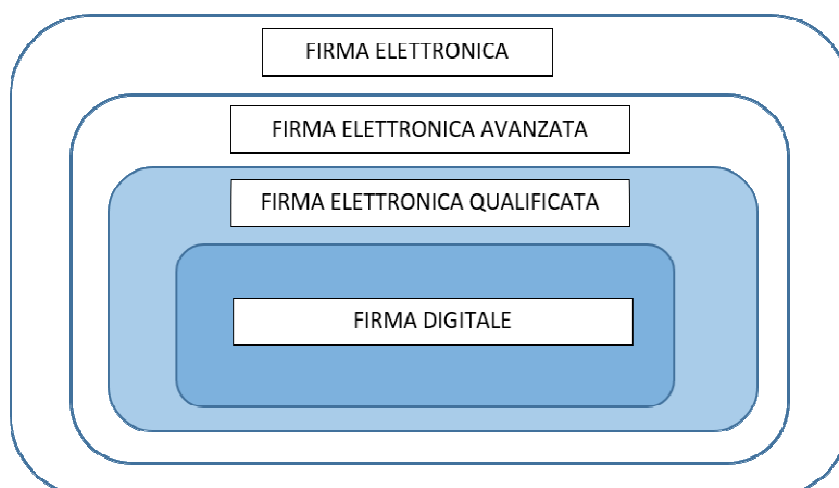 FIRMA ELETTRONICA
FIRMA ELETTRONICA AVANZATA
FIRMA ELETTRONICA QUALIFICATA
FIRMA DIGITALE